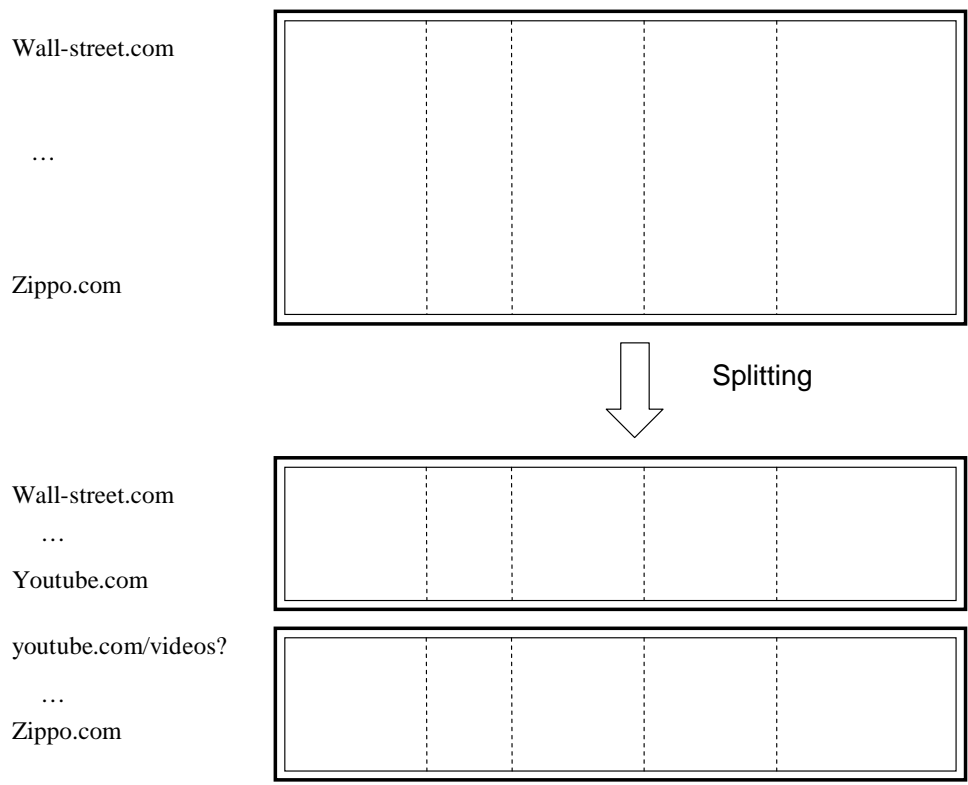 Wall-street.com
…
Zippo.com
Splitting
Wall-street.com
…
Youtube.com
youtube.com/videos?
…
Zippo.com